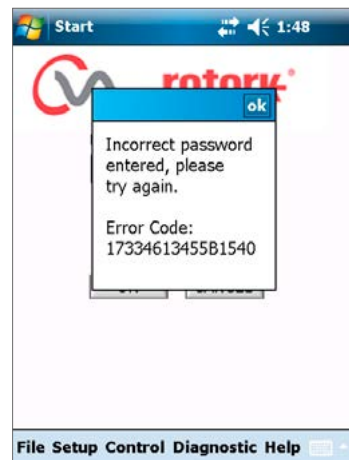 Start 1:48
rotork
ok
Incorrect password
entered, please
try again.
Error Code:
17334613455B1540
File Setup Control Diagnostic Help